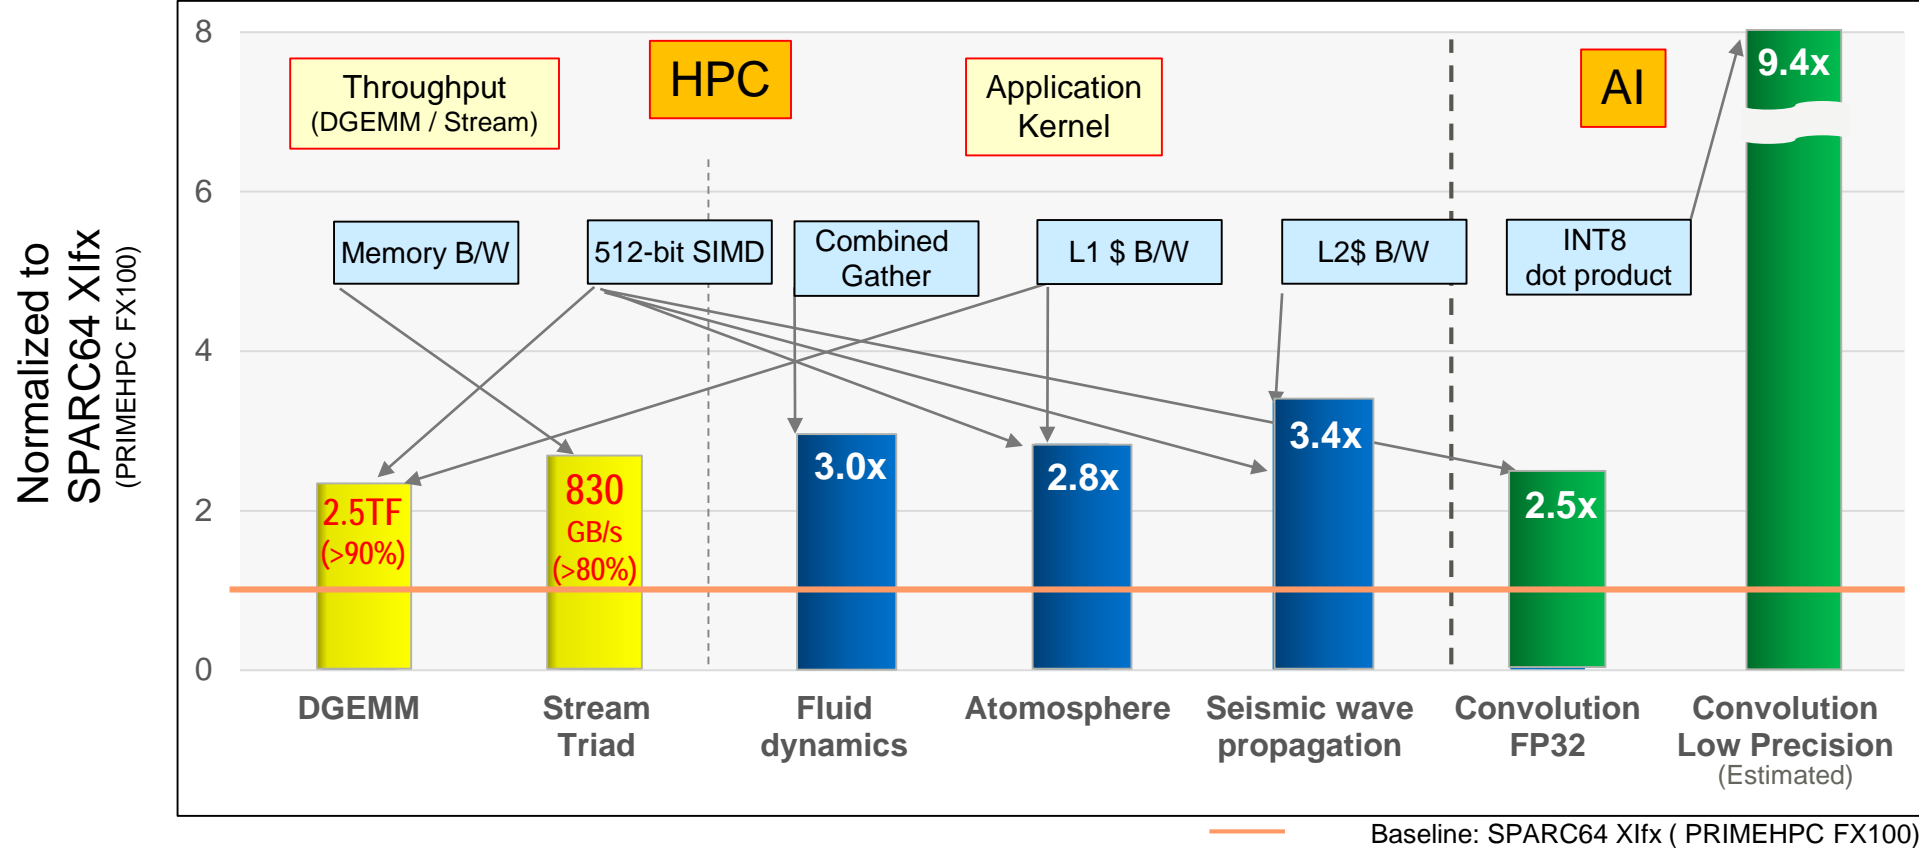 Normalized to
SPARC64 XIfx
(PRIMEHPC FX100)
8
6
4
2
0
Throughput
(DGEMM / Stream)
HPC
Application
Kernel
AI
9.4x
Memory B/W
512-bit SIMD
Combined
Gather
L1 $ B/W
L2$ B/W
INT8
dot product
2.5TF
(>90%)
830
GB/s
(>80%)
3.0x
2.8x
3.4x
2.5x
DGEMM
Stream
Triad
Fluid
dynamics
Atomosphere
Seismic wave
propagation
Convolution
FP32
Convolution
Low Precision
(Estimated)
Baseline: SPARC64 XIfx ( PRIMEHPC FX100)